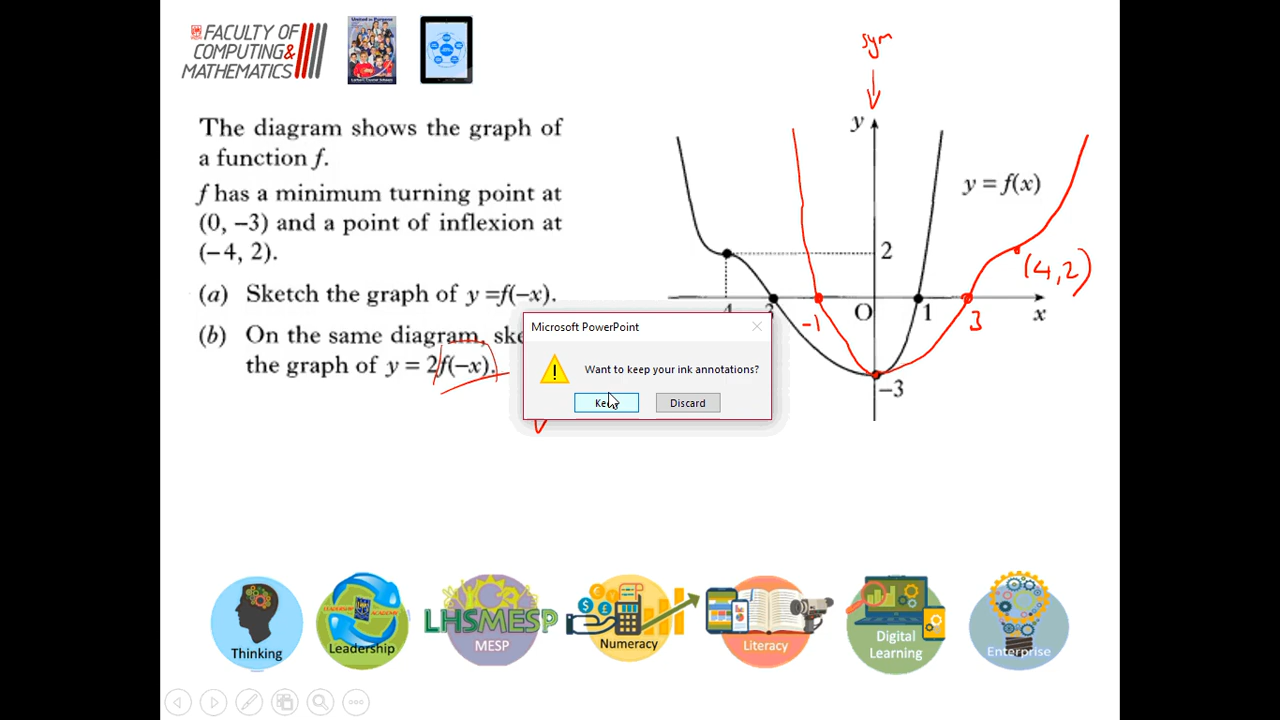 FACULTY OF
COMPUTING&
MATHEMATICS
sym
The diagram shows the graph of
a function f.
f has a minimum turning point at
(0, −3) and a point of inflexion at
(−4, 2).
(a) Sketch the graph of y =f(−x).
(b) On the same diagram, ske
the graph of y = 2f(−x).
y
y = f(x)
2
(4,2)
-1
O
1
3
x
−3
Microsoft PowerPoint
Want to keep your ink annotations?
Discard
Thinking
Leadership
LHSMESP
MESP
Numeracy
Literacy
Digital
Learning
Enterprise